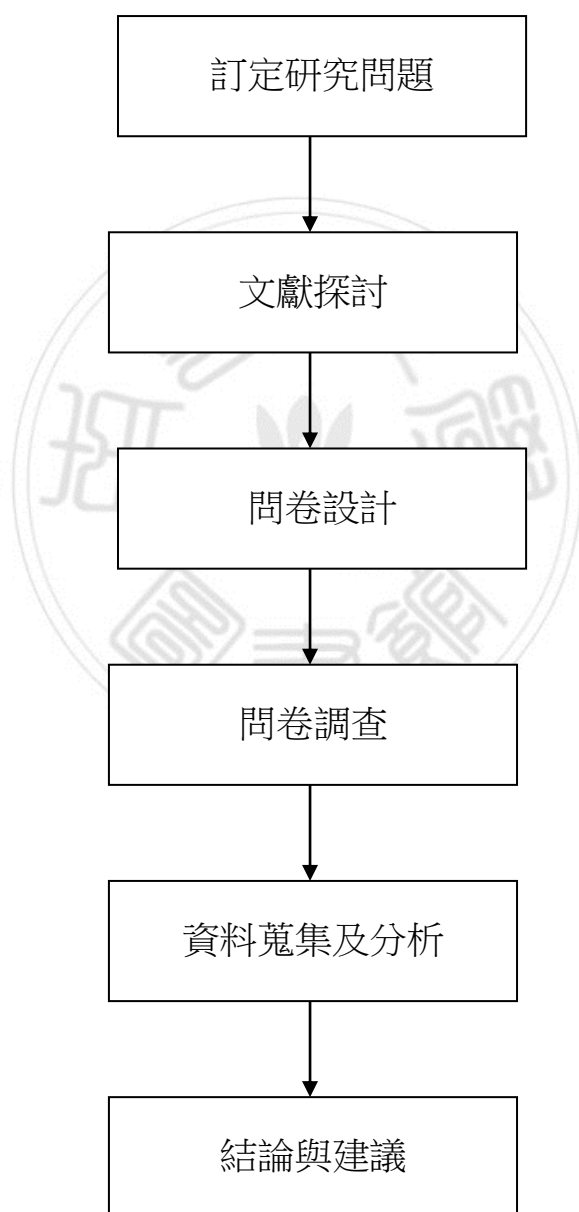 訂定研究問題
文獻探討
問卷設計
問卷調查
資料蒐集及分析
結論與建議